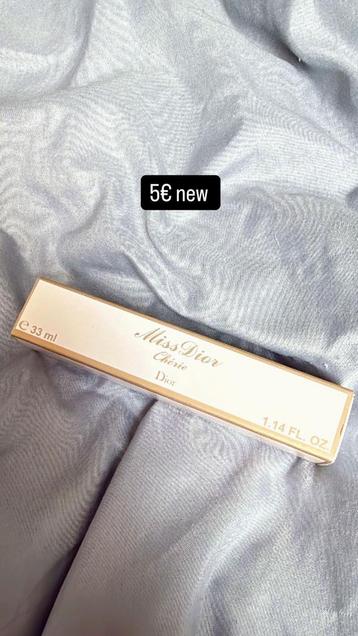 5€ new
℮ 33 ml
Miss Dior
Chérie
Dior
1.14 FL. OZ.